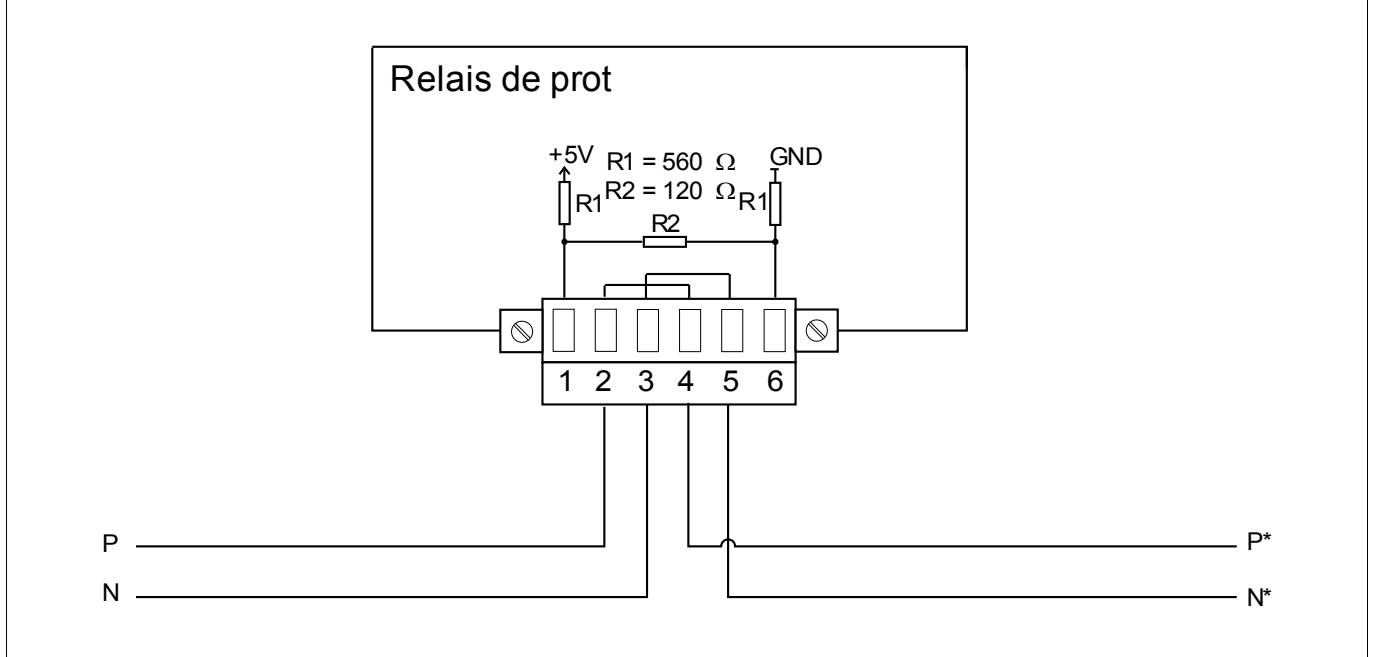 Relais de prot
+5V R1 = 560 Ω GND
R1 R2 = 120 Ω R1
R2
1 2 3 4 5 6
P P*
N N*